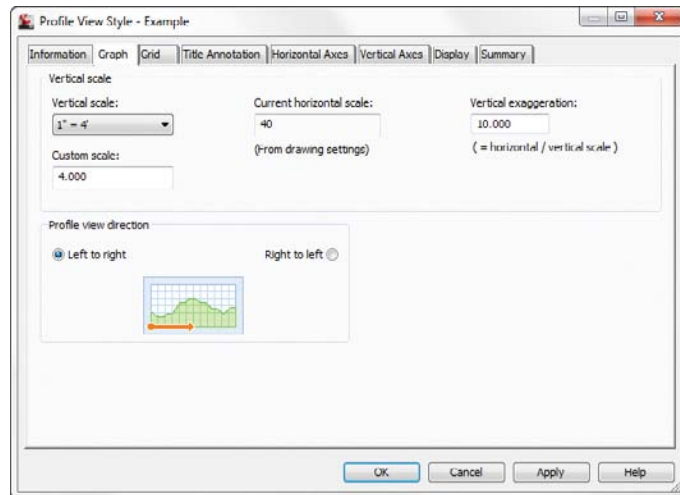 Profile View Style - Example
Information Graph Grid Title Annotation Horizontal Axes Vertical Axes Display Summary
Vertical scale
Vertical scale: Current horizontal scale: Vertical exaggeration:
1" = 4' 40 10.000
Custom scale: (From drawing settings) ( = horizontal / vertical scale )
4.000
Profile view direction
Left to right Right to left
OK Cancel Apply Help